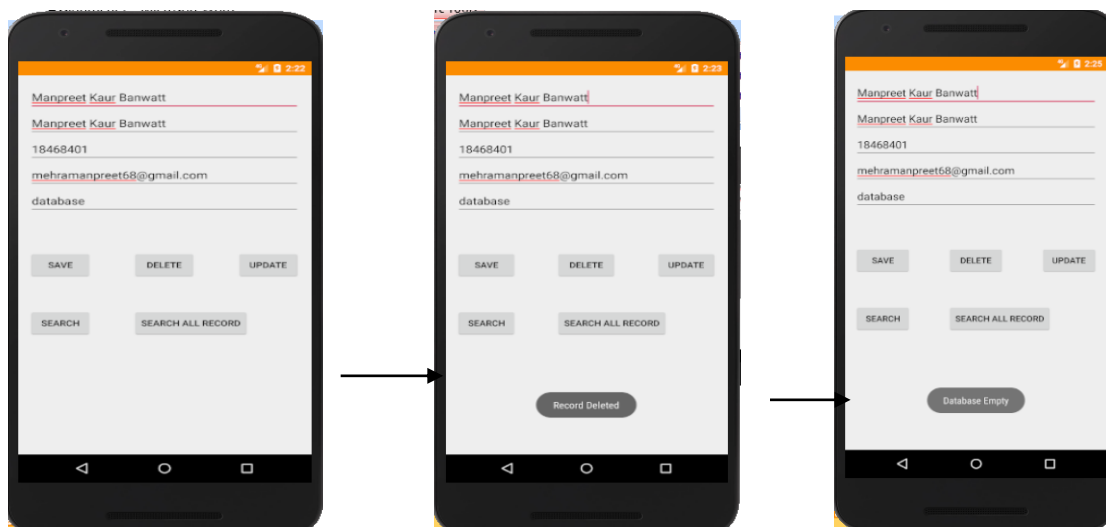 2:22
Manpreet Kaur Banwatt
Manpreet Kaur Banwatt
18468401
mehramanpreet68@gmail.com
database
SAVE DELETE UPDATE
SEARCH SEARCH ALL RECORD
2:23
Manpreet Kaur Banwatt
Manpreet Kaur Banwatt
18468401
mehramanpreet68@gmail.com
database
SAVE DELETE UPDATE
SEARCH SEARCH ALL RECORD
Record Deleted
2:25
Manpreet Kaur Banwatt
Manpreet Kaur Banwatt
18468401
mehramanpreet68@gmail.com
database
SAVE DELETE UPDATE
SEARCH SEARCH ALL RECORD
Database Empty